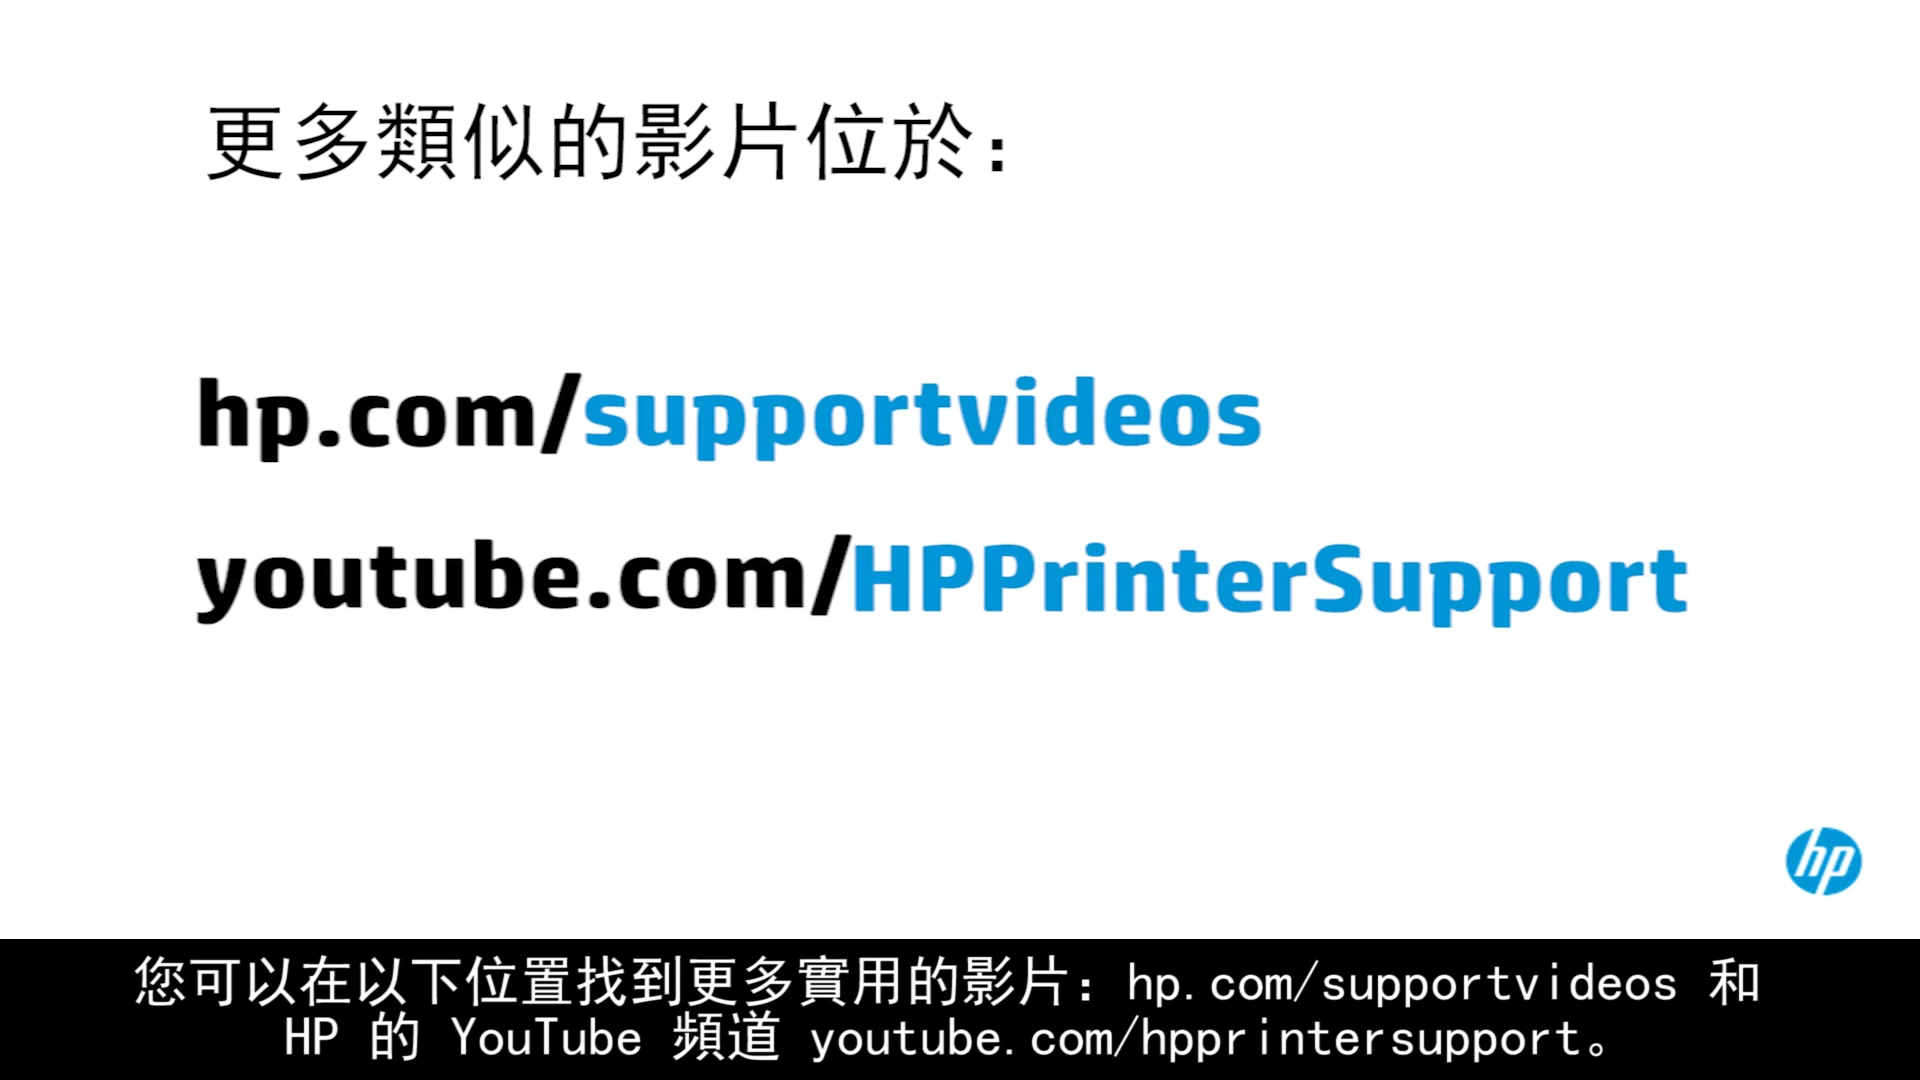 更多類似的影片位於:
hp.com/supportvideos
youtube.com/HPPrinterSupport
hp
您可以在以下位置找到更多實用的影片：hp.com/supportvideos 和
HP 的 YouTube 頻道 youtube.com/hpprintersupport。